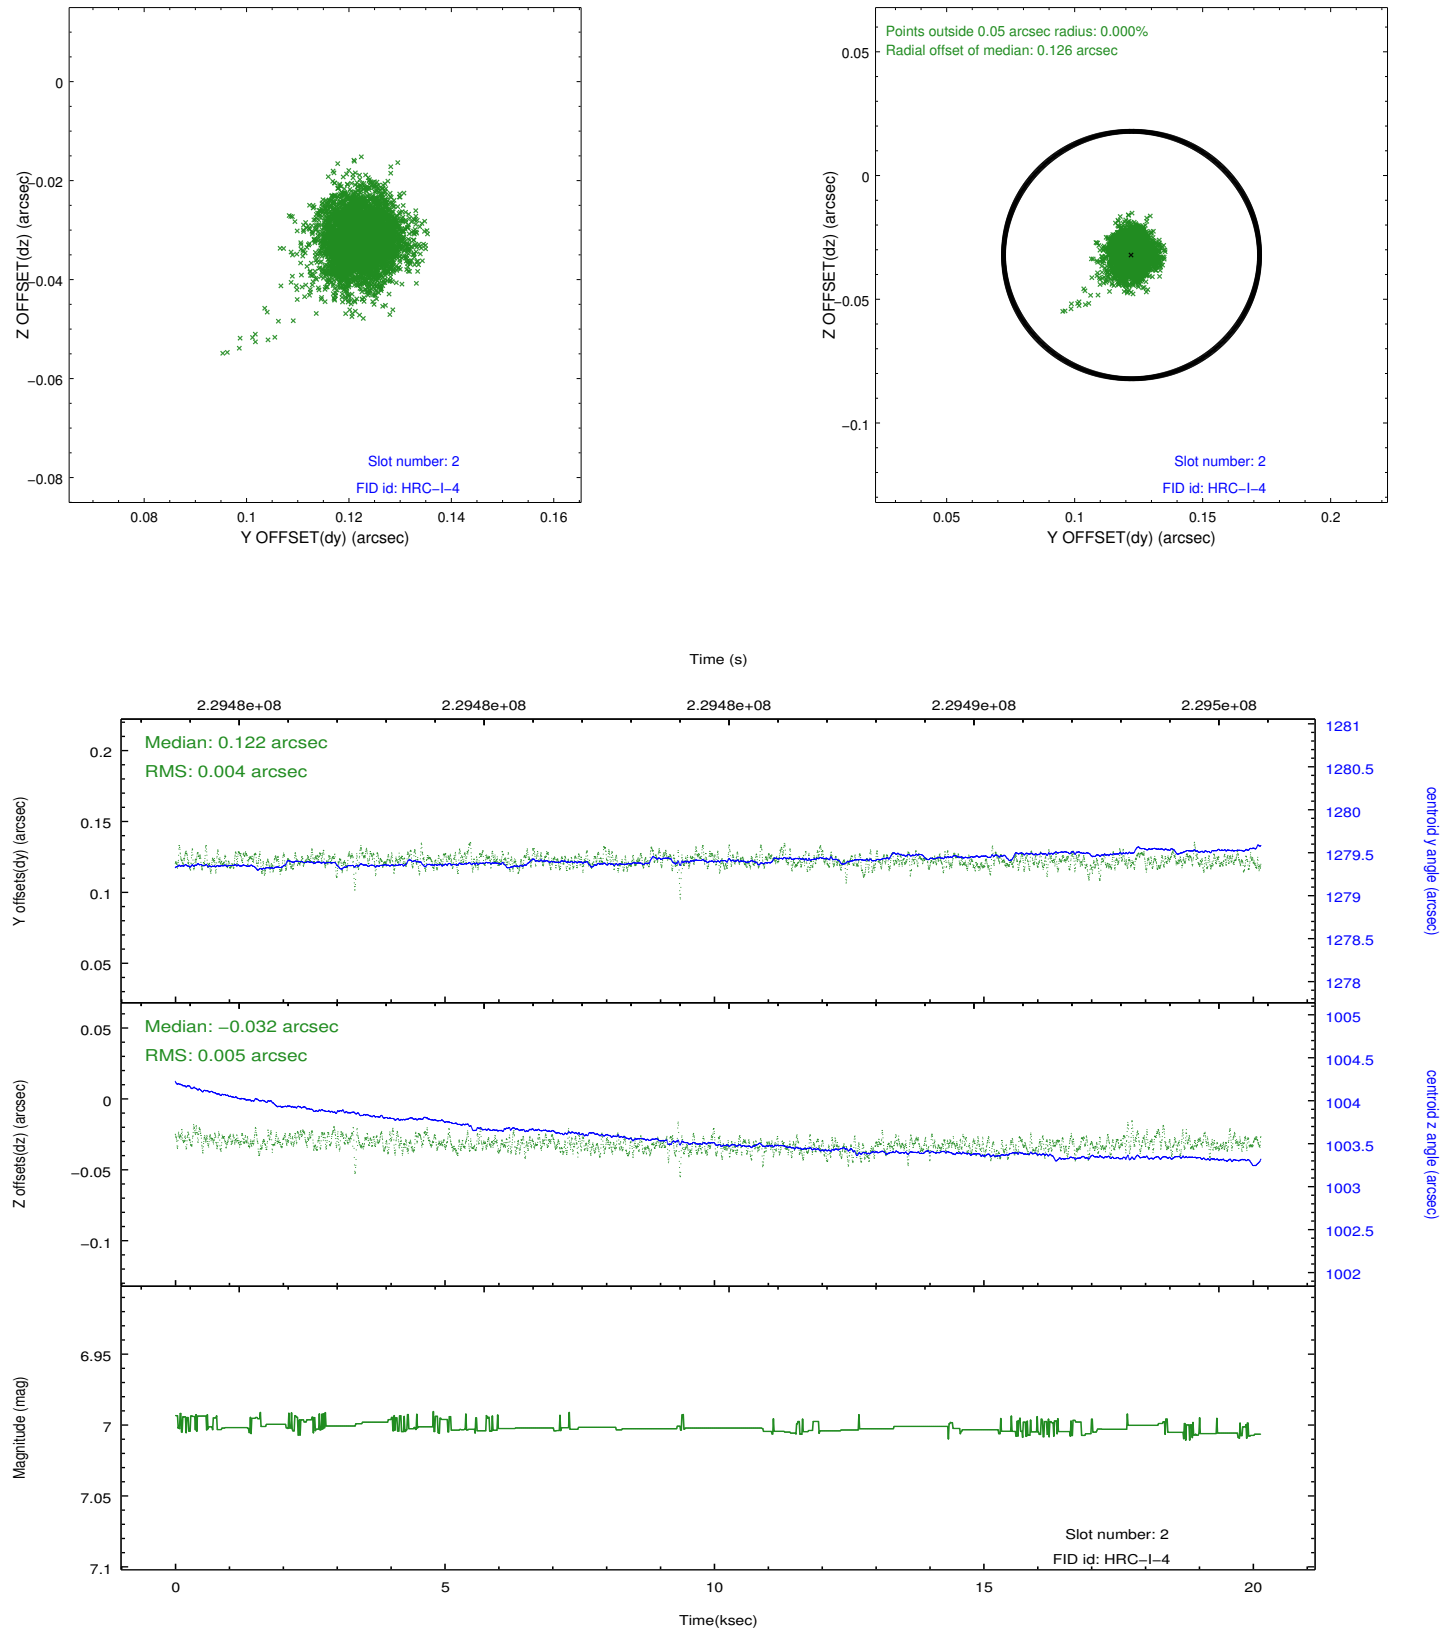 0
−0.02
−0.04
−0.06
−0.08
Z OFFSET(dz) (arcsec)
Slot number: 2
FID id: HRC−I−4
0.08 0.1 0.12 0.14 0.16
Y OFFSET(dy) (arcsec)
Points outside 0.05 arcsec radius: 0.000%
Radial offset of median: 0.126 arcsec
0.05
0
−0.05
−0.1
Z OFFSET(dz) (arcsec)
Slot number: 2
FID id: HRC−I−4
0.05 0.1 0.15 0.2
Y OFFSET(dy) (arcsec)
Time (s)
2.2948e+08 2.2948e+08 2.2948e+08 2.2949e+08 2.295e+08
Median: 0.122 arcsec
RMS: 0.004 arcsec
0.2
0.15
0.1
0.05
Y offsets(dy) (arcsec)
1281
1280.5
1280
1279.5
1279
1278.5
1278
centroid y angle (arcsec)
Median: −0.032 arcsec
RMS: 0.005 arcsec
0.05
0
−0.05
−0.1
Z offsets(dz) (arcsec)
1005
1004.5
1004
1003.5
1003
1002.5
1002
centroid z angle (arcsec)
6.95
7
7.05
7.1
Magnitude (mag)
Slot number: 2
FID id: HRC−I−4
0 5 10 15 20
Time(ksec)